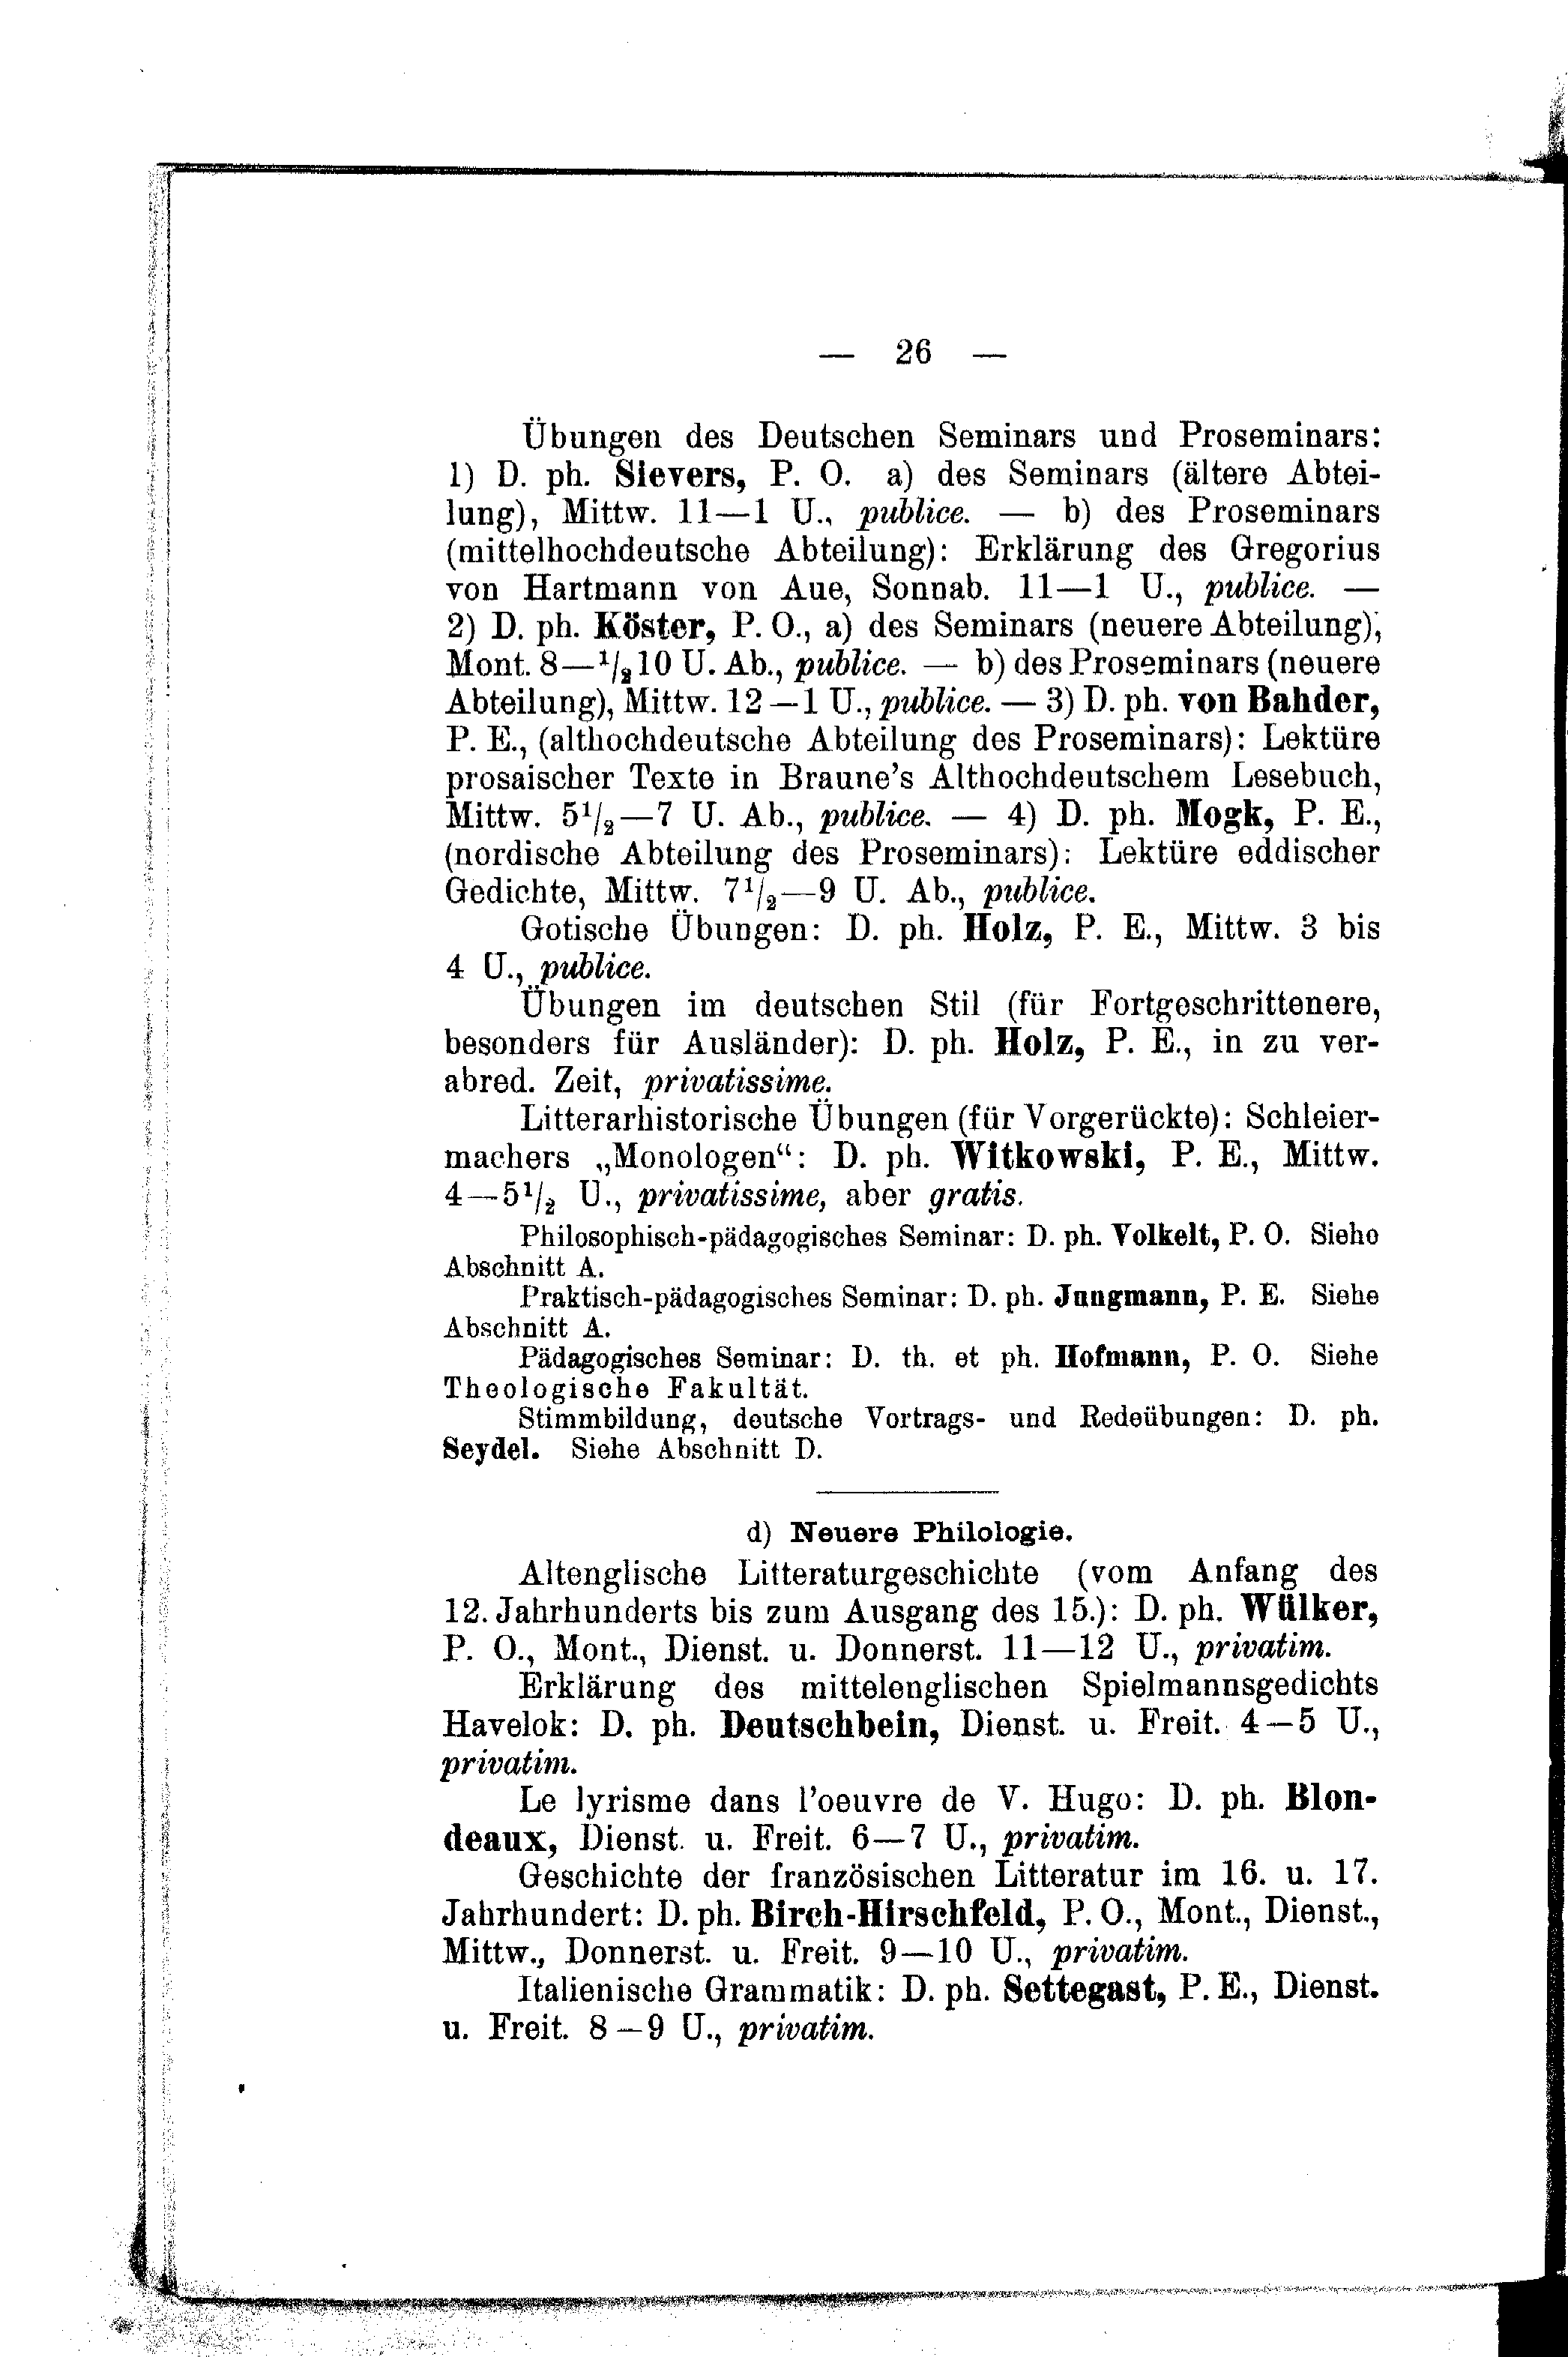 — 26 —
Übungen des Deutschen Seminars und Proseminars:
1) D. ph. Sievers, P. O. a) des Seminars (ältere Abtei-
lung), Mittw. 11—1 U., publice. — b) des Proseminars
(mittelhochdeutsche Abteilung): Erklärung des Gregorius
von Hartmann von Aue, Sonnab. 11—1 U., publice. —
2) D. ph. Köster, P. O., a) des Seminars (neuere Abteilung),
Mont. 8—1/2 10 U. Ab., publice. — b) des Proseminars (neuere
Abteilung), Mittw. 12—1 U., publice. — 3) D. ph. von Bahder,
P. E., (althochdeutsche Abteilung des Proseminars): Lektüre
prosaischer Texte in Braune's Althochdeutschem Lesebuch,
Mittw. 5 1/2—7 U. Ab., publice. — 4) D. ph. Mogk, P. E.,
(nordische Abteilung des Proseminars): Lektüre eddischer
Gedichte, Mittw. 7 1/2—9 U. Ab., publice.
Gotische Übungen: D. ph. Holz, P. E., Mittw. 3 bis
4 U., publice.
Übungen im deutschen Stil (für Fortgeschrittenere,
besonders für Ausländer): D. ph. Holz, P. E., in zu ver-
abred. Zeit, privatissime.
Litterarhistorische Übungen (für Vorgerückte): Schleier-
machers „Monologen“: D. ph. Witkowski, P. E., Mittw.
4—5 1/2 U., privatissime, aber gratis.
Philosophisch-pädagogisches Seminar: D. ph. Volkelt, P. O. Siehe
Abschnitt A.
Praktisch-pädagogisches Seminar: D. ph. Jungmann, P. E. Siehe
Abschnitt A.
Pädagogisches Seminar: D. th. et ph. Hofmann, P. O. Siehe
Theologische Fakultät.
Stimmbildung, deutsche Vortrags- und Redeübungen: D. ph.
Seydel. Siehe Abschnitt D.
d) Neuere Philologie.
Altenglische Litteraturgeschichte (vom Anfang des
12. Jahrhunderts bis zum Ausgang des 15.): D. ph. Wülker,
P. O., Mont., Dienst. u. Donnerst. 11—12 U., privatim.
Erklärung des mittelenglischen Spielmannsgedichts
Havelok: D. ph. Deutschbein, Dienst. u. Freit. 4—5 U.,
privatim.
Le lyrisme dans l'oeuvre de V. Hugo: D. ph. Blon-
deaux, Dienst. u. Freit. 6—7 U., privatim.
Geschichte der französischen Litteratur im 16. u. 17.
Jahrhundert: D. ph. Birch-Hirschfeld, P. O., Mont., Dienst.,
Mittw., Donnerst. u. Freit. 9—10 U., privatim.
Italienische Grammatik: D. ph. Settegast, P. E., Dienst.
u. Freit. 8—9 U., privatim.